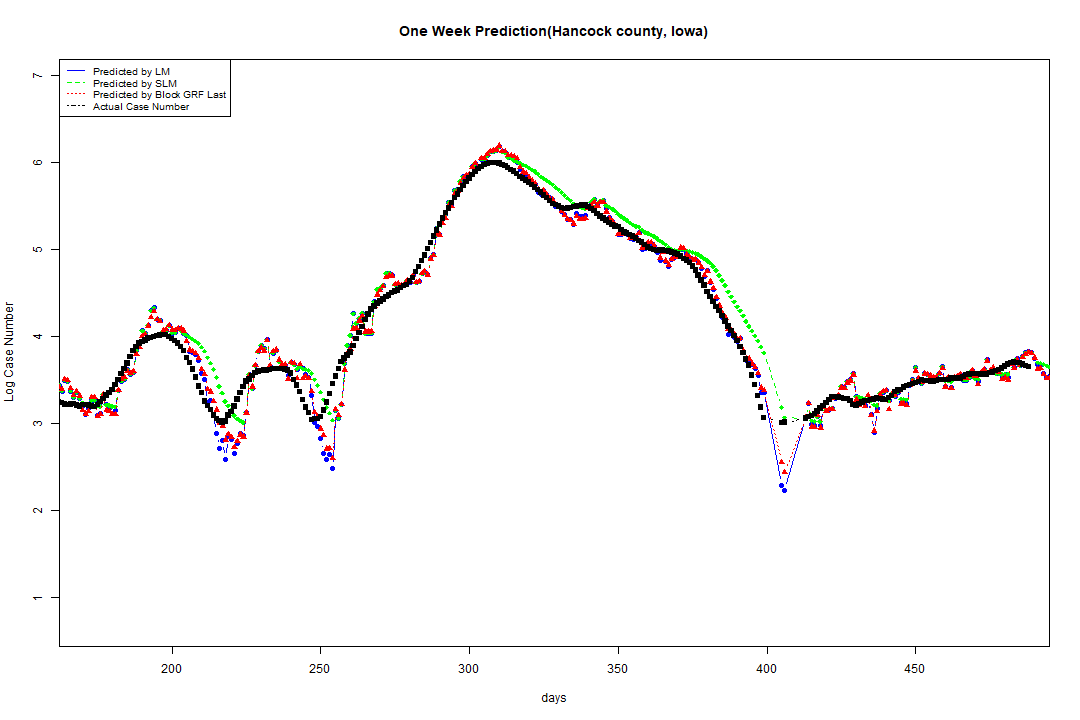 One Week Prediction(Hancock county, Iowa)
Predicted by LM
Predicted by SLM
Predicted by Block GRF Last
Actual Case Number
7
6
5
4
3
2
1
Log Case Number
200 250 300 350 400 450
days